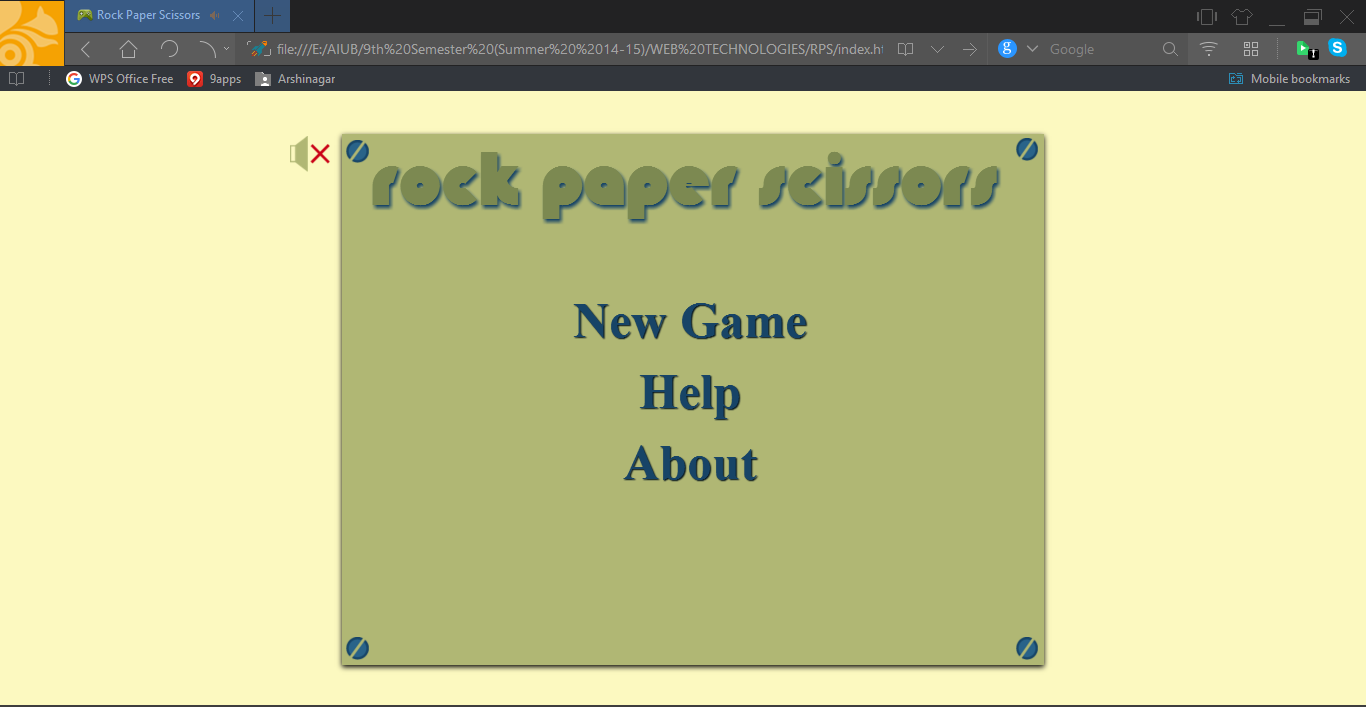 Rock Paper Scissors
file:///E:/AIUB/9th%20Semester%20(Summer%20%2014-15)/WEB%20TECHNOLOGIES/RPS/index.ht
g
Google
T
S
G WPS Office Free
9 9apps
Arshinagar
Mobile bookmarks
rock paper scissors
New Game
Help
About